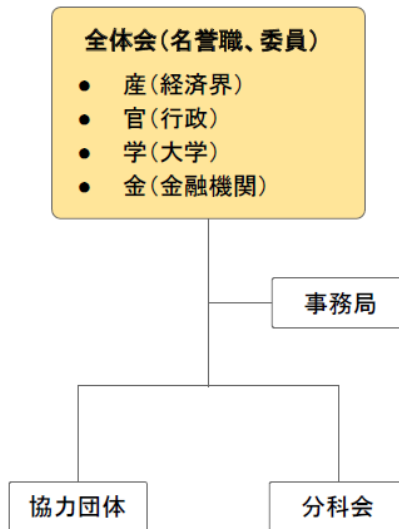 全体会(名誉職、委員)
● 産(経済界)
● 官(行政)
● 学(大学)
● 金(金融機関)
事務局
協力団体
分科会